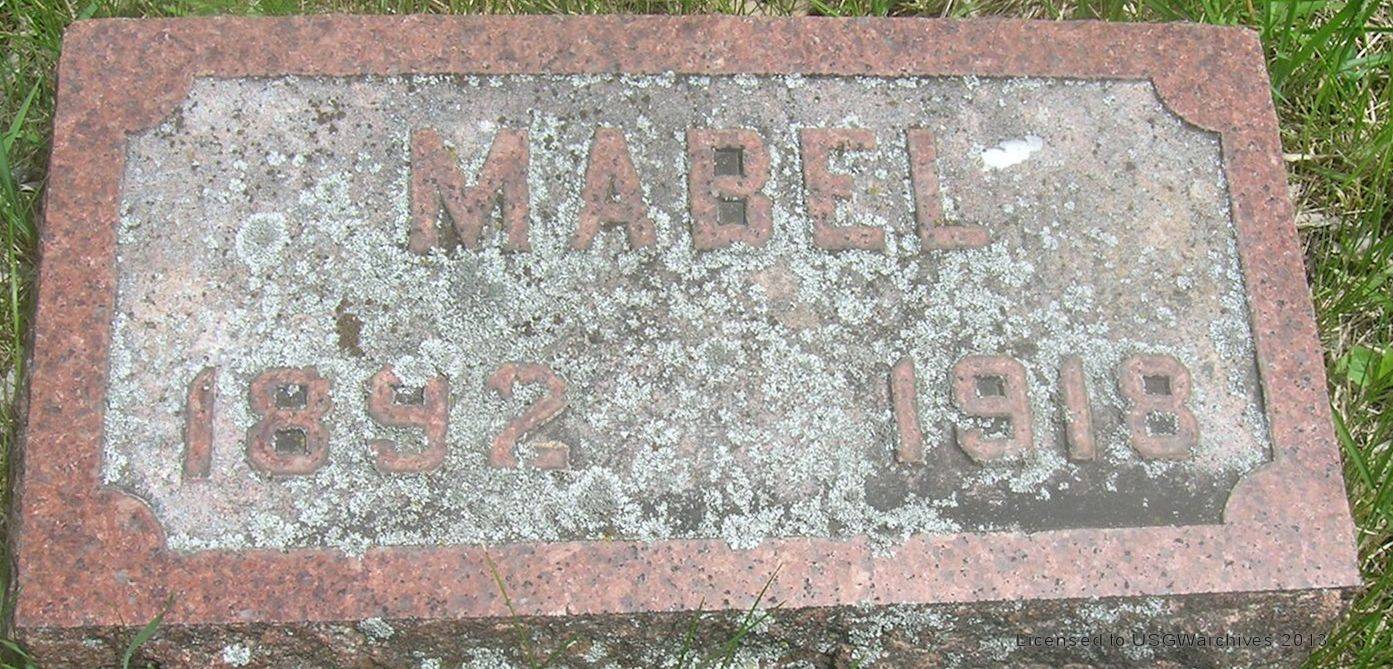 MABEL
1892 1918
Licensed to USGWarchives 2013